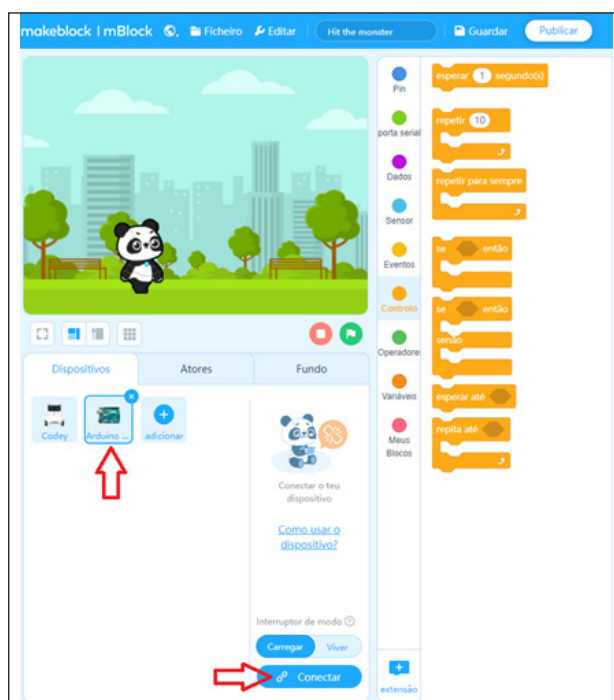 makeblock | mBlock Ficheiro Editar Hit the monster Guardar Publicar
Pin
porta serial
Dados
Sensor
Eventos
Controlo
Operadore
Variáveis
Meus
Blocos
extensão
esperar 1 segundo(s)
repetir 10
repetir para sempre
se então
se então
senão
esperar até
repita até
Dispositivos Atores Fundo
Codey Arduino ... adicionar
Conectar o teu
dispositivo
Como usar o
dispositivo?
Interruptor de modo
Carregar Viver
Conectar